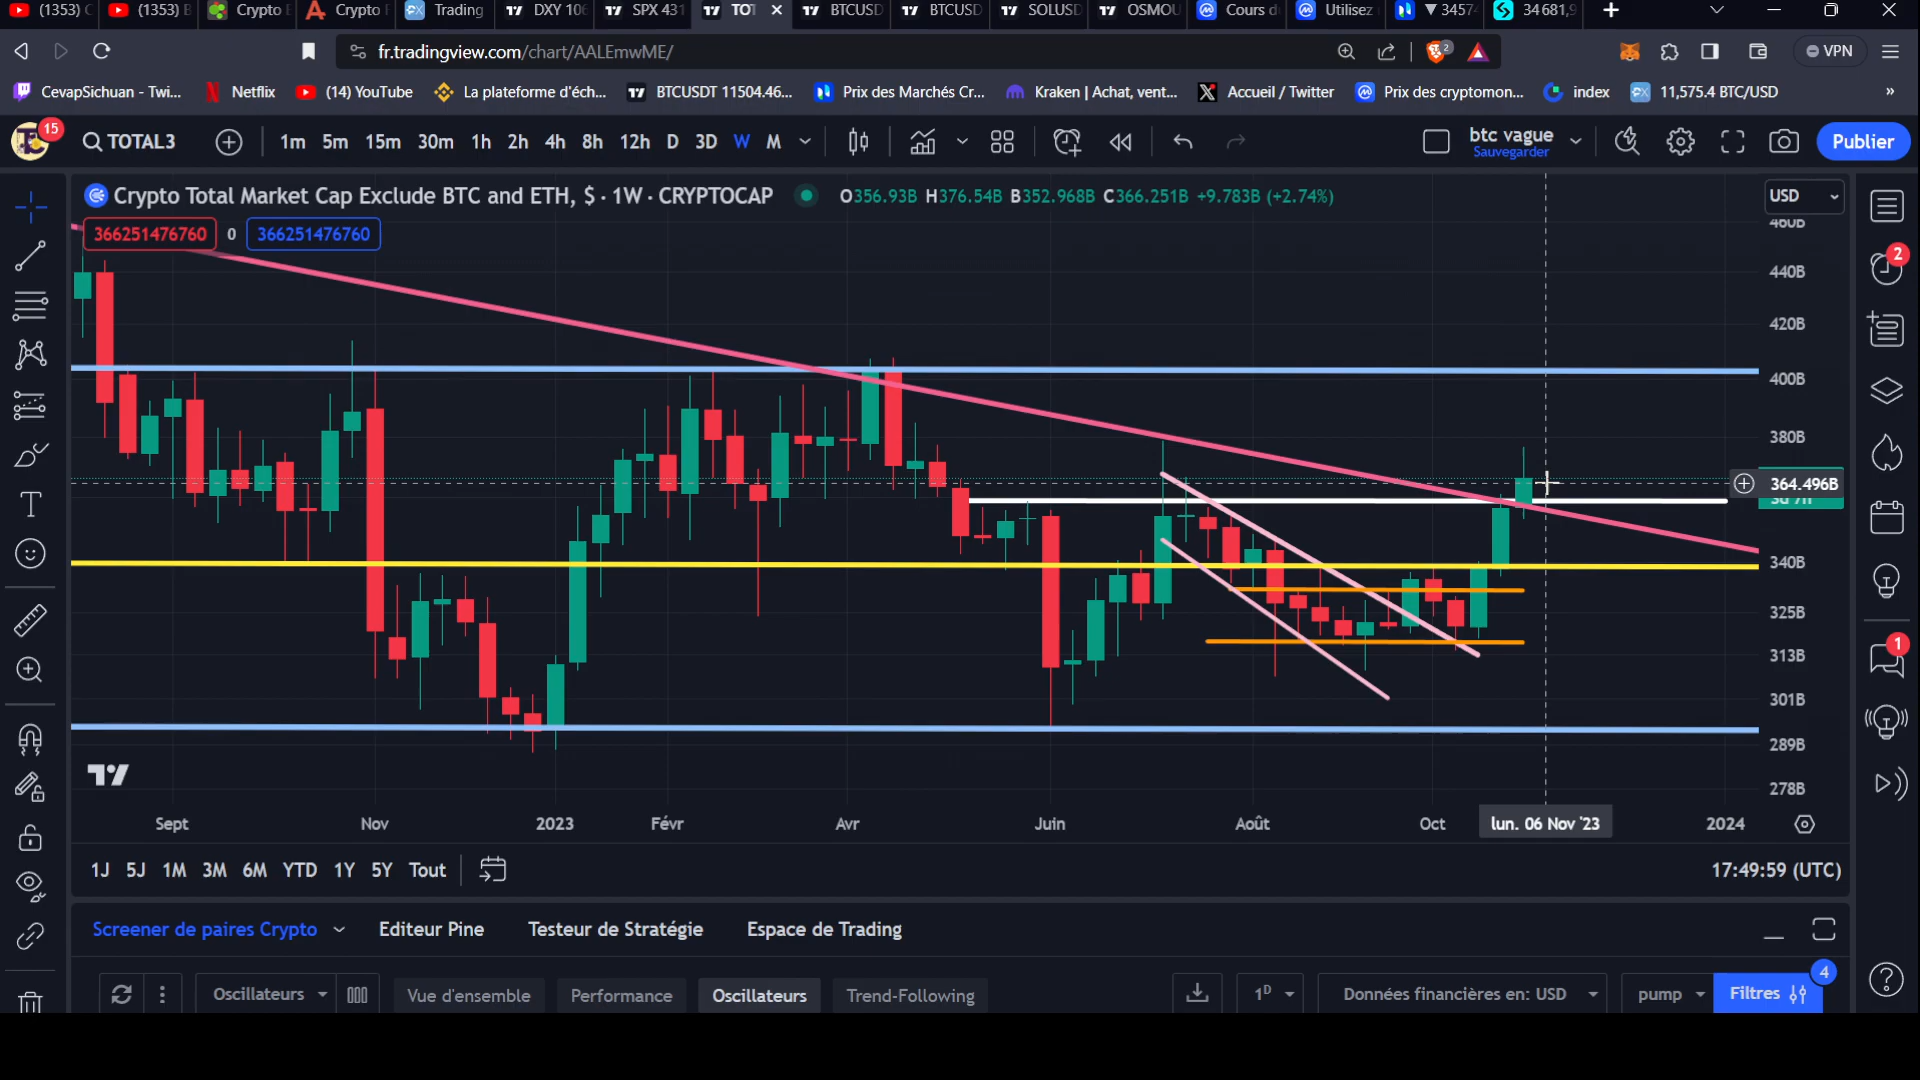 (1353) (1353) B Crypto E Crypto F Trading DXY 106 SPX 431 TOT BTCUSD BTCUSD SOLUSD OSMOU Cours d Utilisez ▼ 34574 34 681,9
fr.tradingview.com/chart/AALEmwME/ 2 VPN
CevapSichuan - Twi... Netflix (14) YouTube La plateforme d'éch... BTCUSDT 11504.46... Prix des Marchés Cr... Kraken | Achat, vent... Accueil / Twitter Prix des cryptomon... index 11,575.4 BTC/USD »
15 TOTAL3 1m 5m 15m 30m 1h 2h 4h 8h 12h D 3D W M btc vague Sauvegarder Publier
Crypto Total Market Cap Exclude BTC and ETH, $ · 1W · CRYPTOCAP O356.93B H376.54B B352.968B C366.251B +9.783B (+2.74%) USD
366251476760 0 366251476760
460B
440B
420B
400B
380B
364.496B
3d 7h
340B
325B
313B
301B
289B
278B
2
1
Sept Nov 2023 Févr Avr Juin Août Oct lun. 06 Nov '23 2024
1J 5J 1M 3M 6M YTD 1Y 5Y Tout 17:49:59 (UTC)
Screener de paires Crypto Editeur Pine Testeur de Stratégie Espace de Trading
Oscillateurs Vue d'ensemble Performance Oscillateurs Trend-Following 1D Données financières en: USD pump Filtres 4